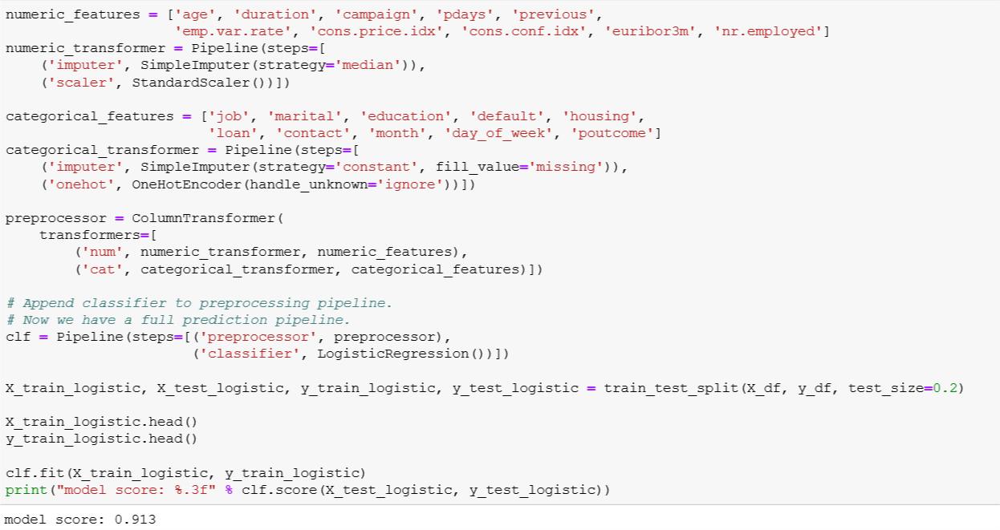 numeric_features = ['age', 'duration', 'campaign', 'pdays', 'previous',
                    'emp.var.rate', 'cons.price.idx', 'cons.conf.idx', 'euribor3m', 'nr.employed']
numeric_transformer = Pipeline(steps=[
    ('imputer', SimpleImputer(strategy='median')),
    ('scaler', StandardScaler())])

categorical_features = ['job', 'marital', 'education', 'default', 'housing',
                        'loan', 'contact', 'month', 'day_of_week', 'poutcome']
categorical_transformer = Pipeline(steps=[
    ('imputer', SimpleImputer(strategy='constant', fill_value='missing')),
    ('onehot', OneHotEncoder(handle_unknown='ignore'))])

preprocessor = ColumnTransformer(
    transformers=[
        ('num', numeric_transformer, numeric_features),
        ('cat', categorical_transformer, categorical_features)])

# Append classifier to preprocessing pipeline.
# Now we have a full prediction pipeline.
clf = Pipeline(steps=[('preprocessor', preprocessor),
                      ('classifier', LogisticRegression())])

X_train_logistic, X_test_logistic, y_train_logistic, y_test_logistic = train_test_split(X_df, y_df, test_size=0.2)

X_train_logistic.head()
y_train_logistic.head()

clf.fit(X_train_logistic, y_train_logistic)
print("model score: %.3f" % clf.score(X_test_logistic, y_test_logistic))
model score: 0.913